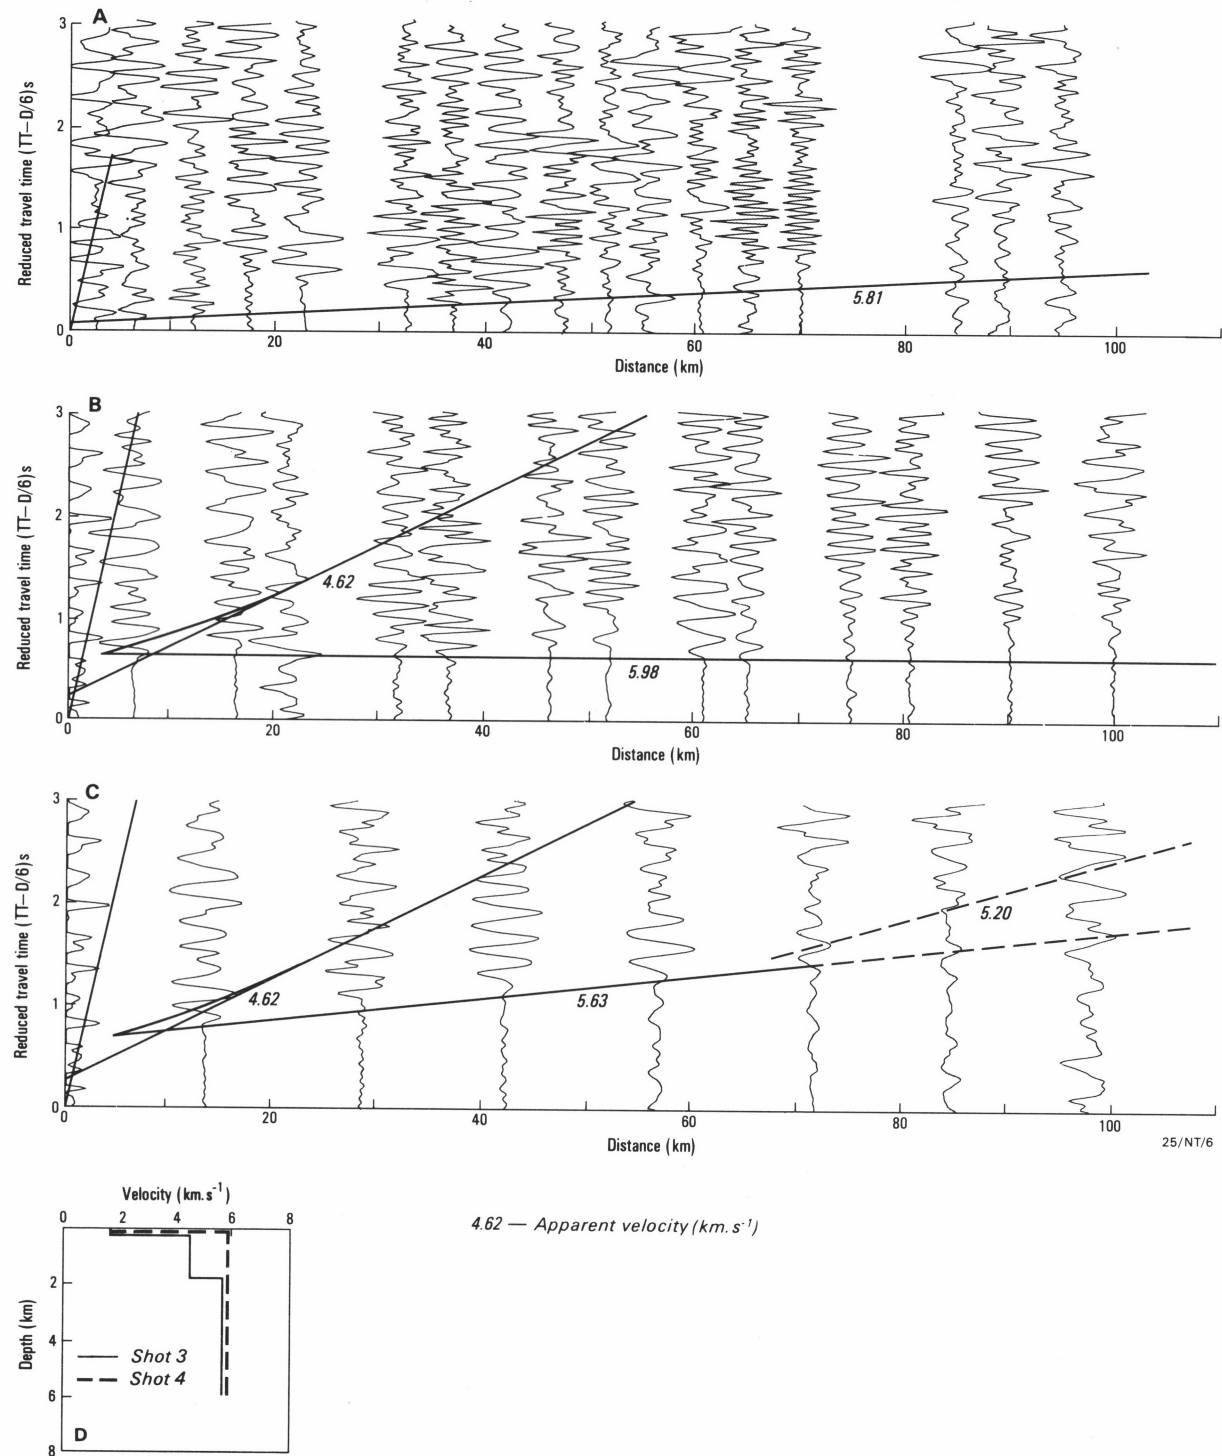 A
3
2
1
0
Reduced travel time (TT–D/6)s
5.81
0 20 40 60 80 100
Distance (km)
B
3
2
1
0
Reduced travel time (TT–D/6)s
4.62
5.98
0 20 40 60 80 100
Distance (km)
C
3
2
1
0
Reduced travel time (TT–D/6)s
4.62
5.63
5.20
0 20 40 60 80 100
Distance (km)
25/NT/6
Velocity (km.s⁻¹)
0 2 4 6 8
2
4
6
8
Depth (km)
Shot 3
Shot 4
D
4.62 — Apparent velocity (km.s⁻¹)